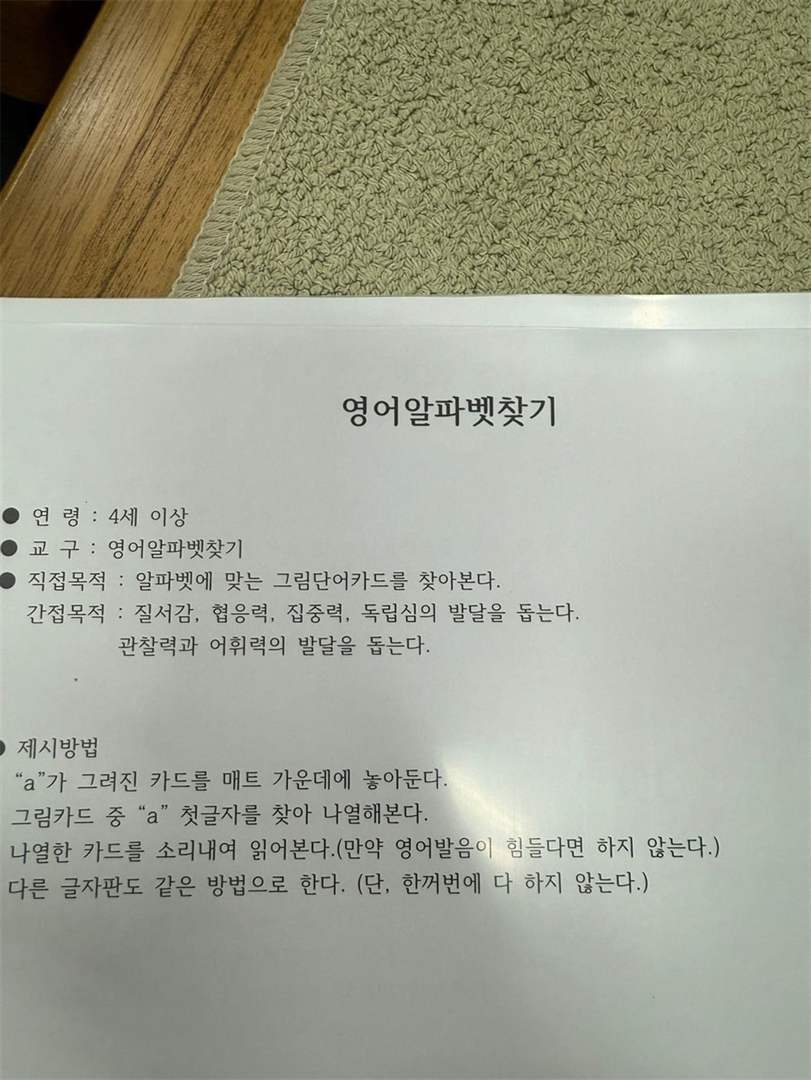 영어알파벳찾기
● 연 령 : 4세 이상
● 교 구 : 영어알파벳찾기
● 직접목적 : 알파벳에 맞는 그림단어카드를 찾아본다.
간접목적 : 질서감, 협응력, 집중력, 독립심의 발달을 돕는다.
관찰력과 어휘력의 발달을 돕는다.
● 제시방법
“a”가 그려진 카드를 매트 가운데에 놓아둔다.
그림카드 중 “a” 첫글자를 찾아 나열해본다.
나열한 카드를 소리내여 읽어본다.(만약 영어발음이 힘들다면 하지 않는다.)
다른 글자판도 같은 방법으로 한다. (단, 한꺼번에 다 하지 않는다.)